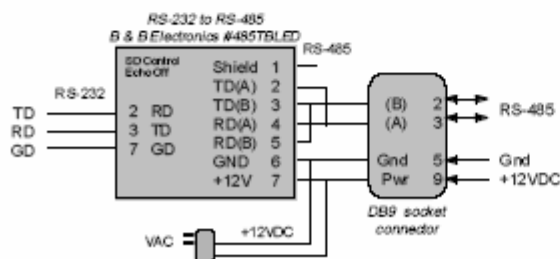 RS-232 to RS-485
B & B Electronics #485TBLED
SD Control
Echo Off
RS-232
TD
RD
GD
2 RD
3 TD
7 GD
Shield 1
TD(A) 2
TD(B) 3
RD(A) 4
RD(B) 5
GND 6
+12V 7
RS-485
(B) 2
(A) 3
Gnd 5
Pwr 9
RS-485
Gnd
+12VDC
DB9 socket
connector
VAC
+12VDC